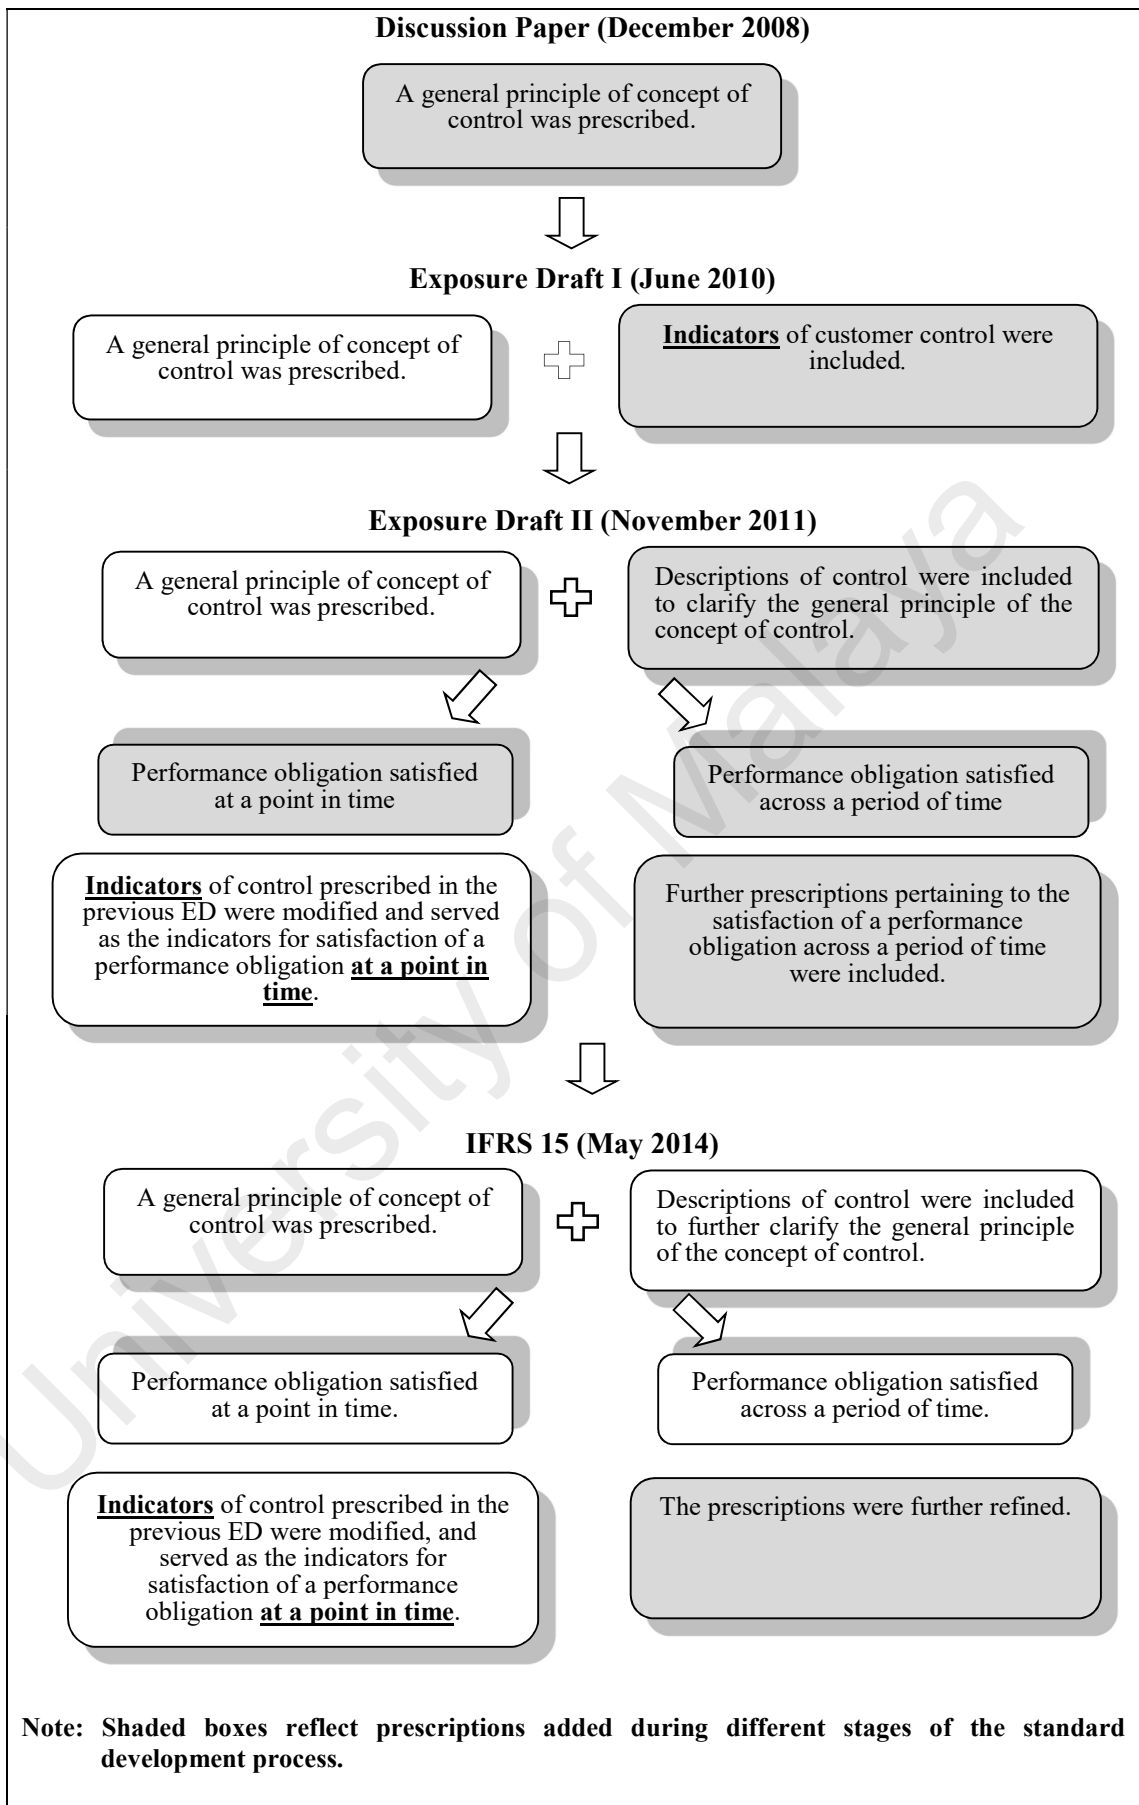 Discussion Paper (December 2008)
A general principle of concept of
control was prescribed.
Exposure Draft I (June 2010)
A general principle of concept of
control was prescribed.
Indicators of customer control were
included.
Exposure Draft II (November 2011)
A general principle of concept of
control was prescribed.
Descriptions of control were included
to clarify the general principle of the
concept of control.
Performance obligation satisfied
at a point in time
Performance obligation satisfied
across a period of time
Indicators of control prescribed in the
previous ED were modified and served
as the indicators for satisfaction of a
performance obligation at a point in
time.
Further prescriptions pertaining to the
satisfaction of a performance
obligation across a period of time
were included.
IFRS 15 (May 2014)
A general principle of concept of
control was prescribed.
Descriptions of control were included
to further clarify the general principle
of the concept of control.
Performance obligation satisfied
at a point in time.
Performance obligation satisfied
across a period of time.
Indicators of control prescribed in the
previous ED were modified, and
served as the indicators for
satisfaction of a performance
obligation at a point in time.
The prescriptions were further refined.
Note: Shaded boxes reflect prescriptions added during different stages of the standard
development process.
University of Malaya